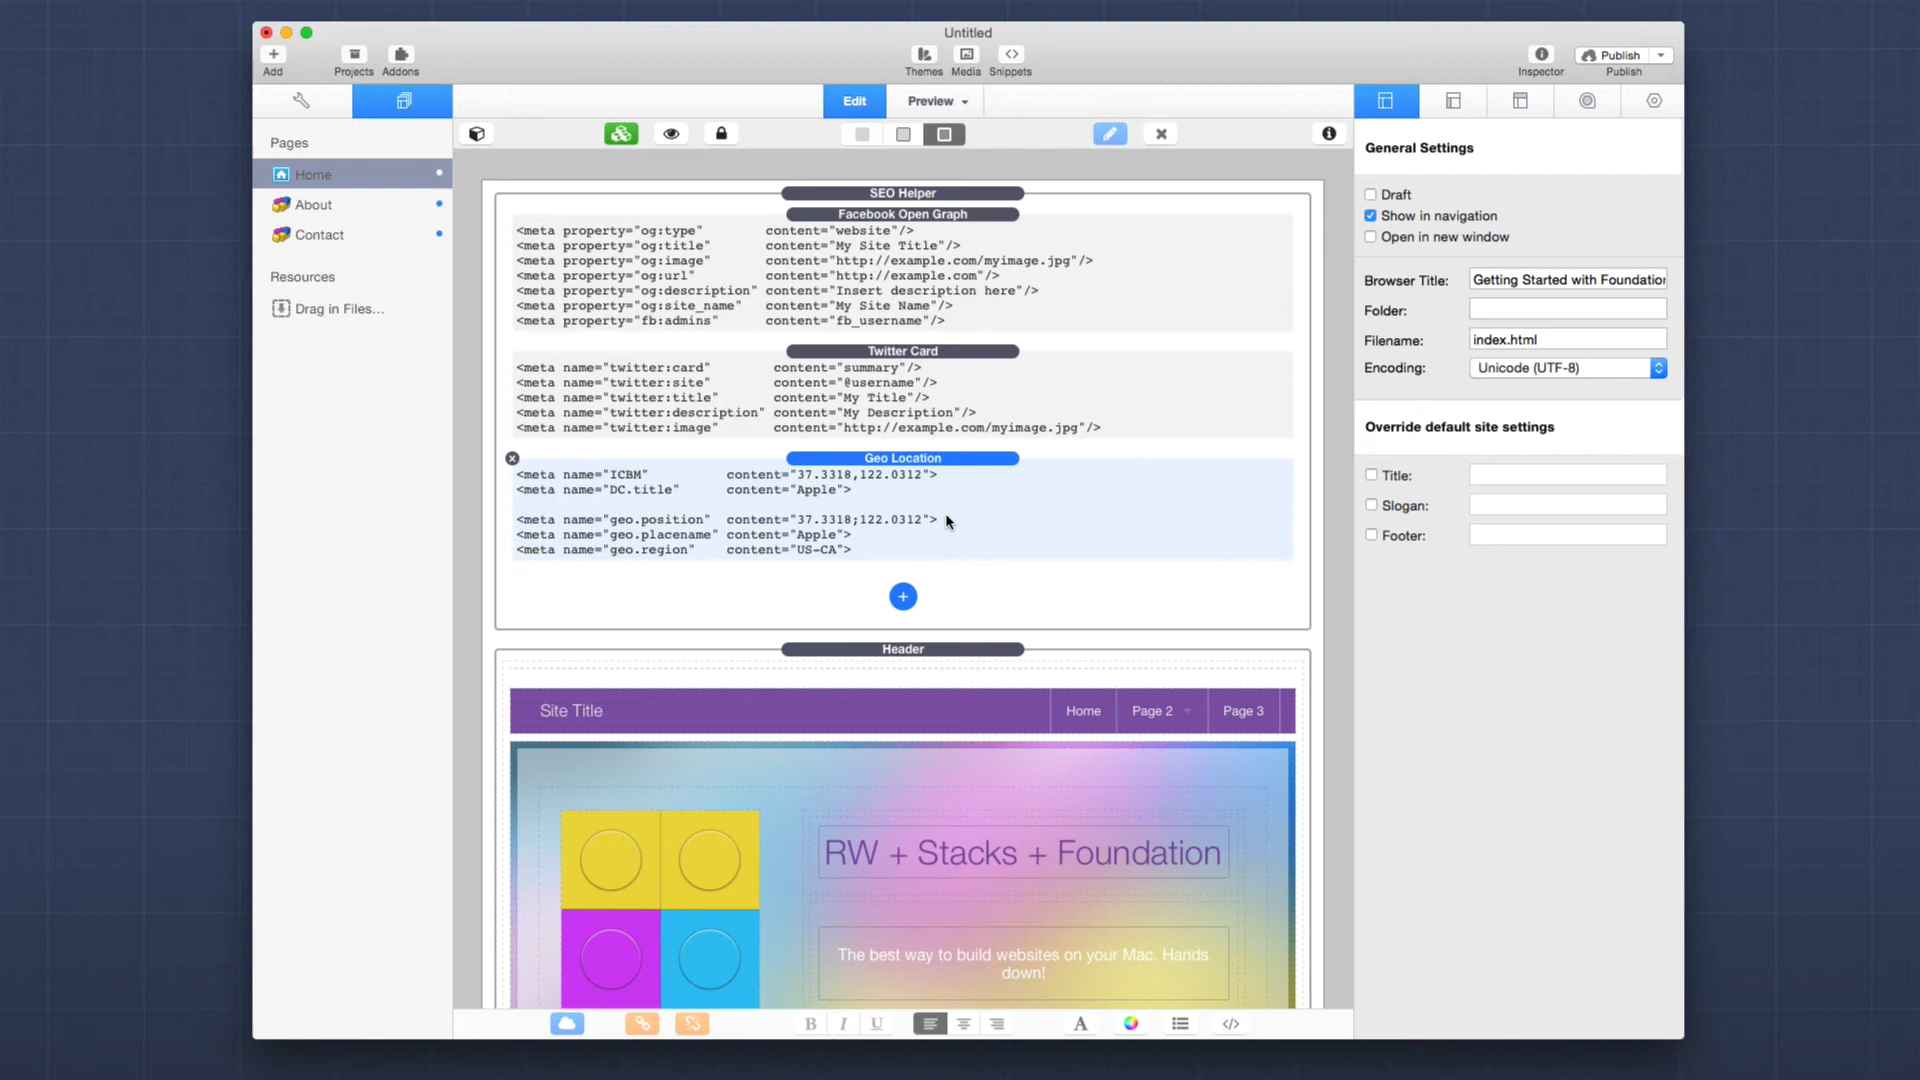 Untitled
Add
Projects
Addons
Themes
Media
Snippets
Inspector
Publish
Publish
Edit
Preview
Pages
Home
About
Contact
Resources
Drag in Files...
SEO Helper
Facebook Open Graph
<meta property="og:type" content="website"/>
<meta property="og:title" content="My Site Title"/>
<meta property="og:image" content="http://example.com/myimage.jpg"/>
<meta property="og:url" content="http://example.com"/>
<meta property="og:description" content="Insert description here"/>
<meta property="og:site_name" content="My Site Name"/>
<meta property="fb:admins" content="fb_username"/>
Twitter Card
<meta name="twitter:card" content="summary"/>
<meta name="twitter:site" content="@username"/>
<meta name="twitter:title" content="My Title"/>
<meta name="twitter:description" content="My Description"/>
<meta name="twitter:image" content="http://example.com/myimage.jpg"/>
Geo Location
<meta name="ICBM" content="37.3318,122.0312">
<meta name="DC.title" content="Apple">
<meta name="geo.position" content="37.3318;122.0312">
<meta name="geo.placename" content="Apple">
<meta name="geo.region" content="US-CA">
Header
Site Title
Home
Page 2
Page 3
RW + Stacks + Foundation
The best way to build websites on your Mac. Hands
down!
B I U
A
General Settings
Draft
Show in navigation
Open in new window
Browser Title: Getting Started with Foundation
Folder:
Filename: index.html
Encoding: Unicode (UTF-8)
Override default site settings
Title:
Slogan:
Footer: